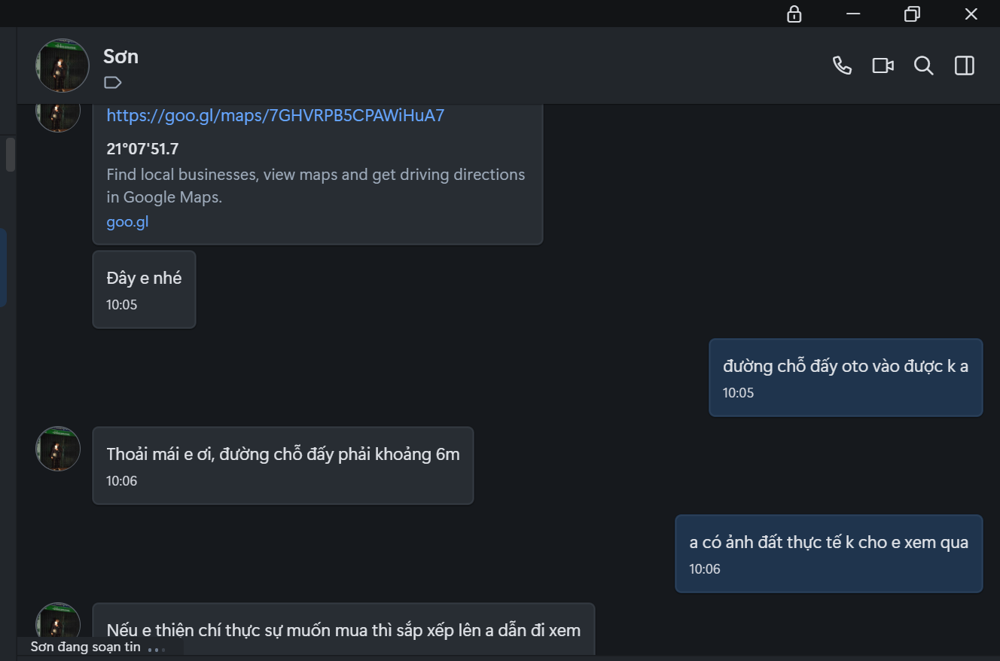 Sơn
https://goo.gl/maps/7GHVRPB5CPAWiHuA7
21°07'51.7
Find local businesses, view maps and get driving directions
in Google Maps.
goo.gl
Đây e nhé
10:05
đường chỗ đấy oto vào được k a
10:05
Thoải mái e ơi, đường chỗ đấy phải khoảng 6m
10:06
a có ảnh đất thực tế k cho e xem qua
10:06
Nếu e thiện chí thực sự muốn mua thì sắp xếp lên a dẫn đi xem
Sơn đang soạn tin ...